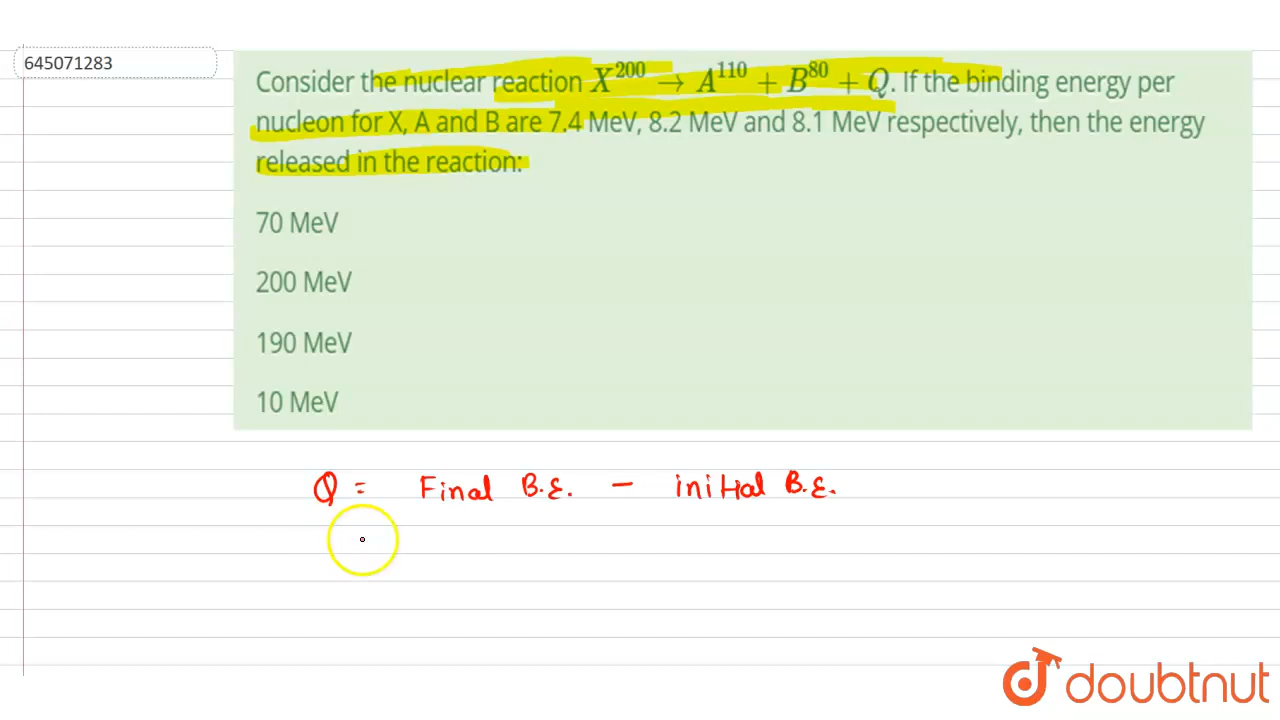 645071283
Consider the nuclear reaction X^200 → A^110 + B^80 + Q. If the binding energy per
nucleon for X, A and B are 7.4 MeV, 8.2 MeV and 8.1 MeV respectively, then the energy
released in the reaction:
70 MeV
200 MeV
190 MeV
10 MeV
Q = Final B.E. - initial B.E.
doubtnut